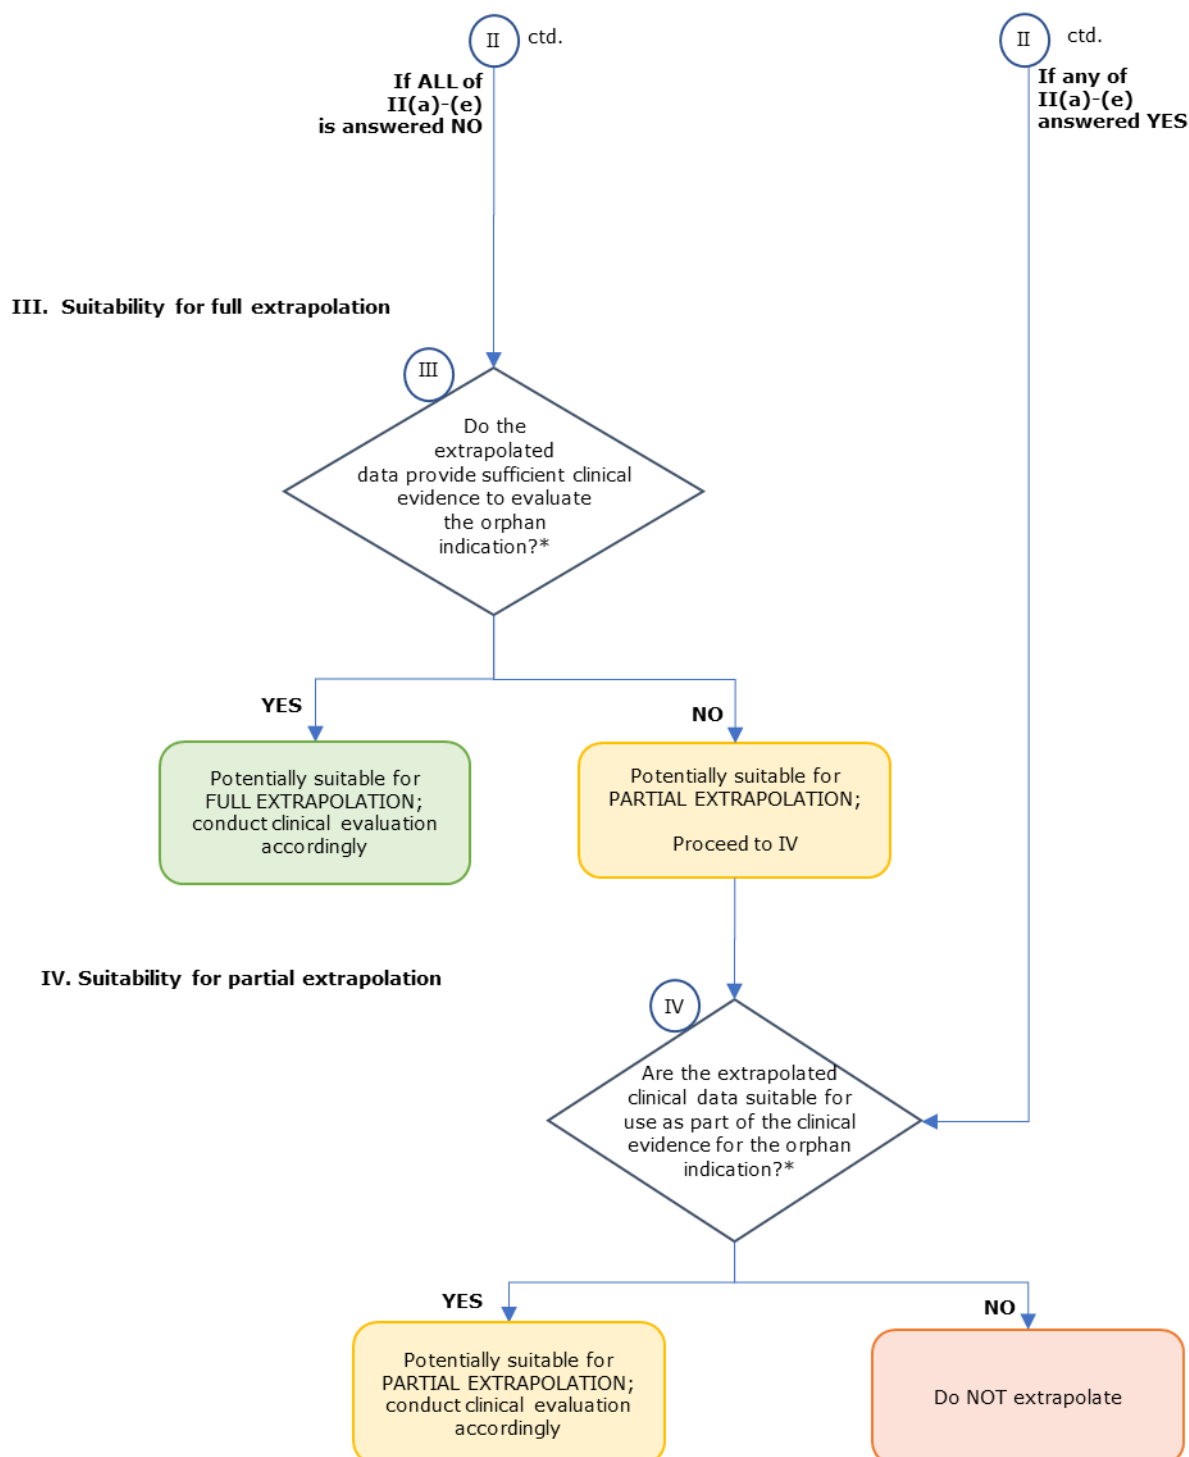 II ctd.
If ALL of
II(a)-(e)
is answered NO
II ctd.
If any of
II(a)-(e)
answered YES
III. Suitability for full extrapolation
III
Do the
extrapolated
data provide sufficient clinical
evidence to evaluate
the orphan
indication?*
YES
NO
Potentially suitable for
FULL EXTRAPOLATION;
conduct clinical evaluation
accordingly
Potentially suitable for
PARTIAL EXTRAPOLATION;
Proceed to IV
IV. Suitability for partial extrapolation
IV
Are the extrapolated
clinical data suitable for
use as part of the clinical
evidence for the orphan
indication?*
YES
NO
Potentially suitable for
PARTIAL EXTRAPOLATION;
conduct clinical evaluation
accordingly
Do NOT extrapolate